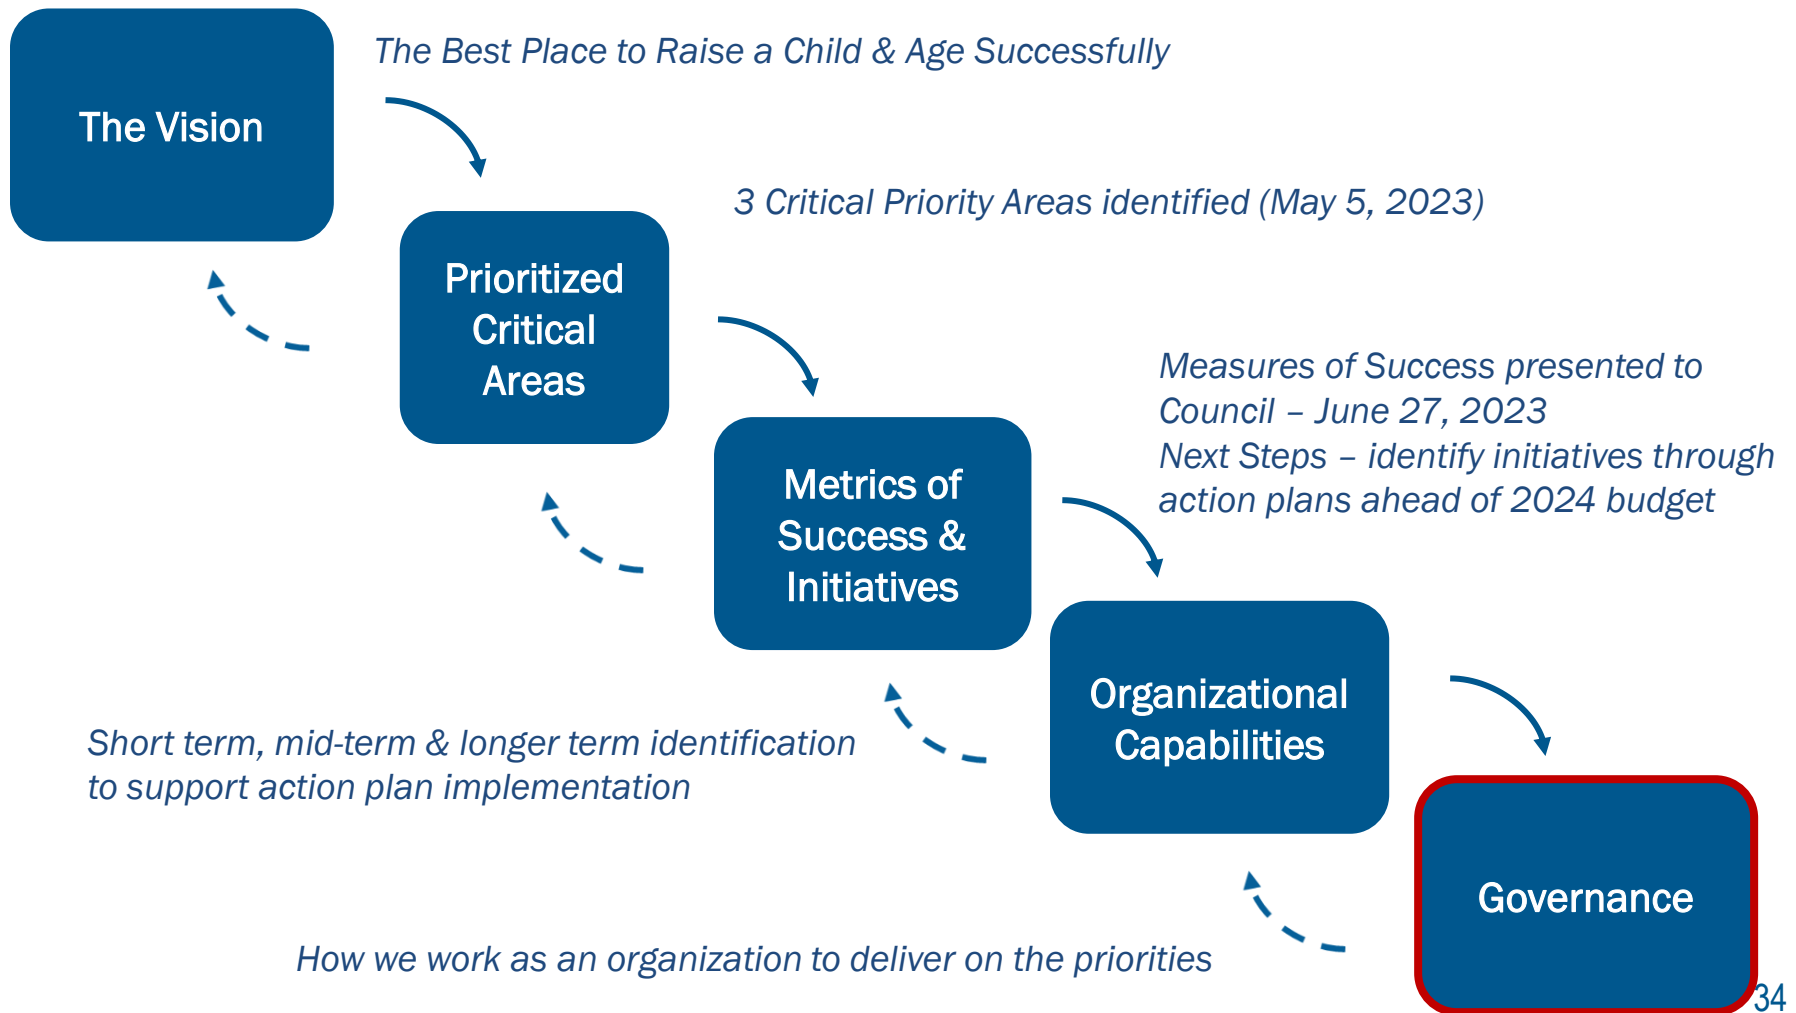 The Vision
The Best Place to Raise a Child & Age Successfully
3 Critical Priority Areas identified (May 5, 2023)
Prioritized
Critical
Areas
Measures of Success presented to
Council – June 27, 2023
Next Steps – identify initiatives through
action plans ahead of 2024 budget
Metrics of
Success &
Initiatives
Organizational
Capabilities
Short term, mid-term & longer term identification
to support action plan implementation
Governance
How we work as an organization to deliver on the priorities
34